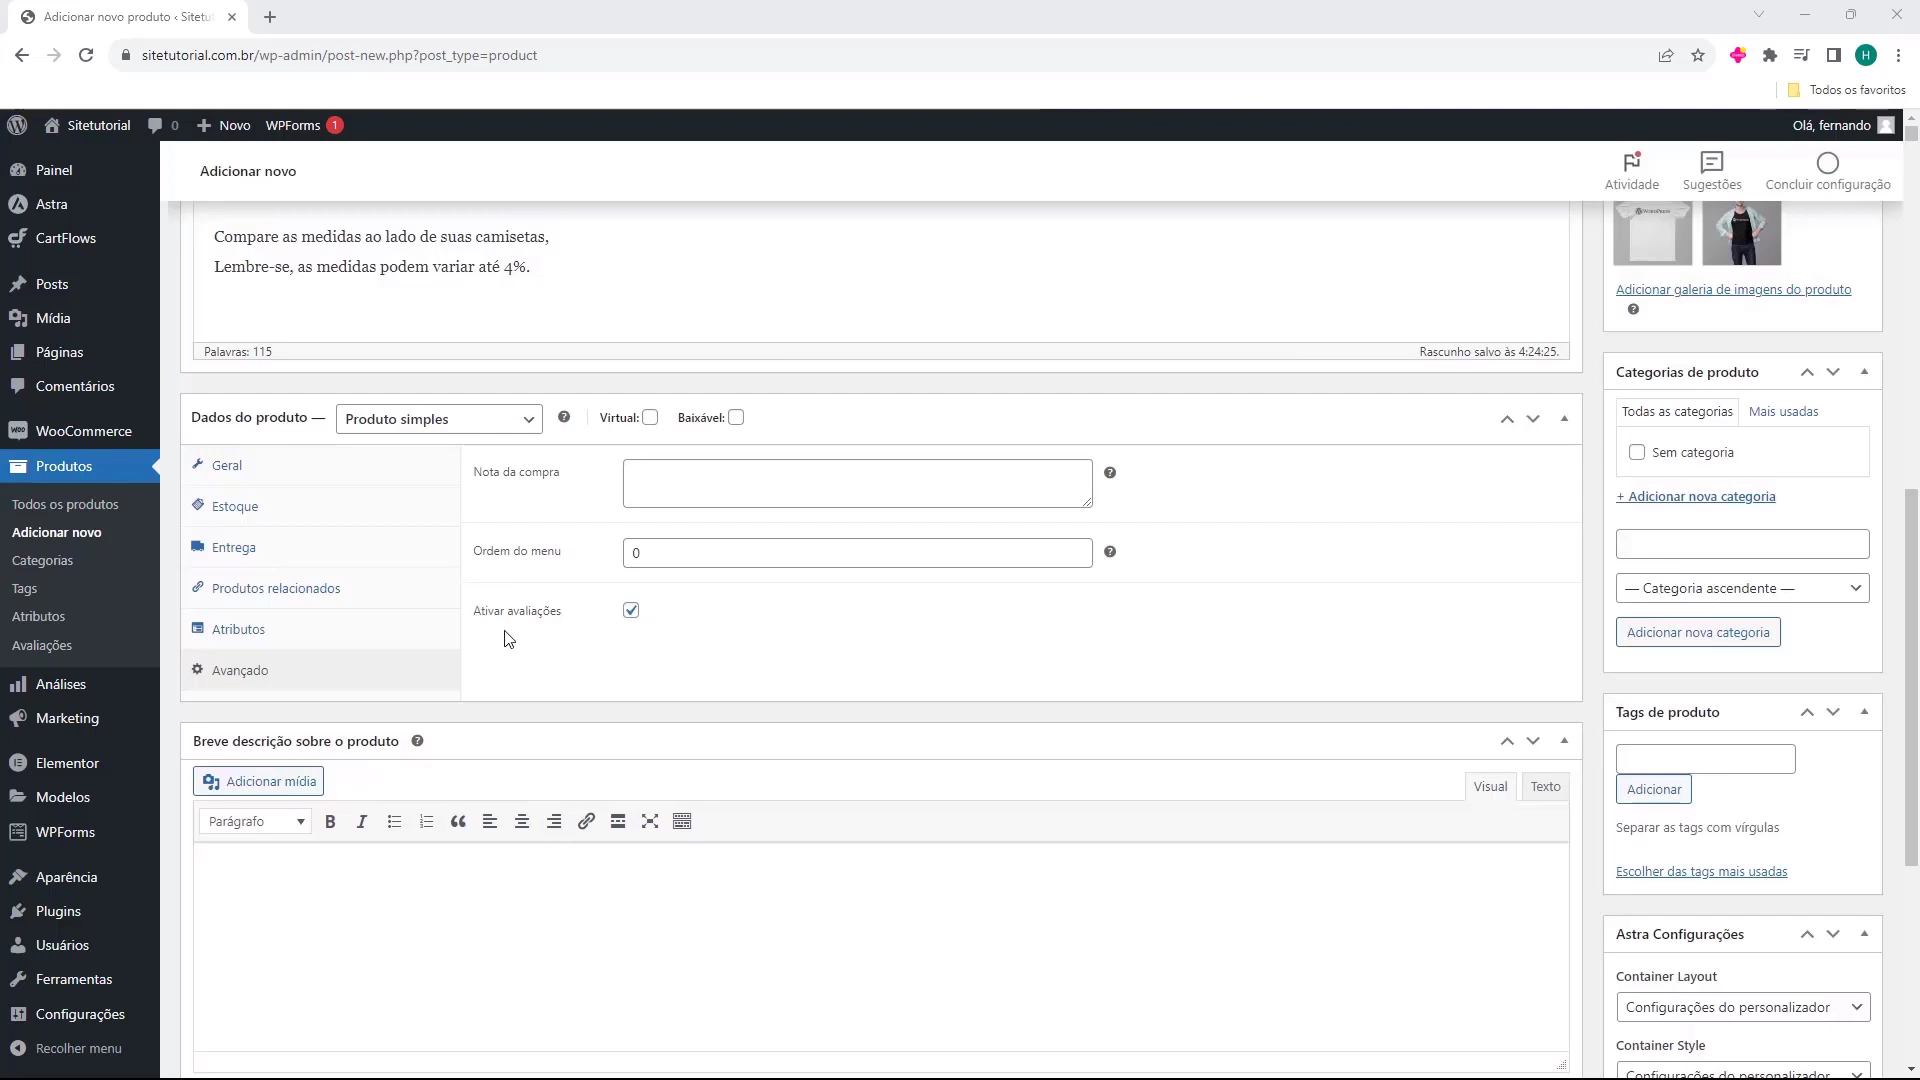 Adicionar novo produto ‹ Sitetu
sitetutorial.com.br/wp-admin/post-new.php?post_type=product
H
Todos os favoritos
Sitetutorial
0
Novo
WPForms
1
Olá, fernando
Painel
Astra
CartFlows
Posts
Mídia
Páginas
Comentários
WooCommerce
Produtos
Todos os produtos
Adicionar novo
Categorias
Tags
Atributos
Avaliações
Análises
Marketing
Elementor
Modelos
WPForms
Aparência
Plugins
Usuários
Ferramentas
Configurações
Recolher menu
Adicionar novo
Atividade
Sugestões
Concluir configuração
Compare as medidas ao lado de suas camisetas,
Lembre-se, as medidas podem variar até 4%.
Palavras: 115
Rascunho salvo às 4:24:25.
Dados do produto —
Produto simples
Virtual:
Baixável:
Geral
Estoque
Entrega
Produtos relacionados
Atributos
Avançado
Nota da compra
Ordem do menu
0
Ativar avaliações
Breve descrição sobre o produto
Adicionar mídia
Visual
Texto
Parágrafo
B
I
Adicionar galeria de imagens do produto
Categorias de produto
Todas as categorias
Mais usadas
Sem categoria
+ Adicionar nova categoria
— Categoria ascendente —
Adicionar nova categoria
Tags de produto
Adicionar
Separar as tags com vírgulas
Escolher das tags mais usadas
Astra Configurações
Container Layout
Configurações do personalizador
Container Style
Configurações do personalizador